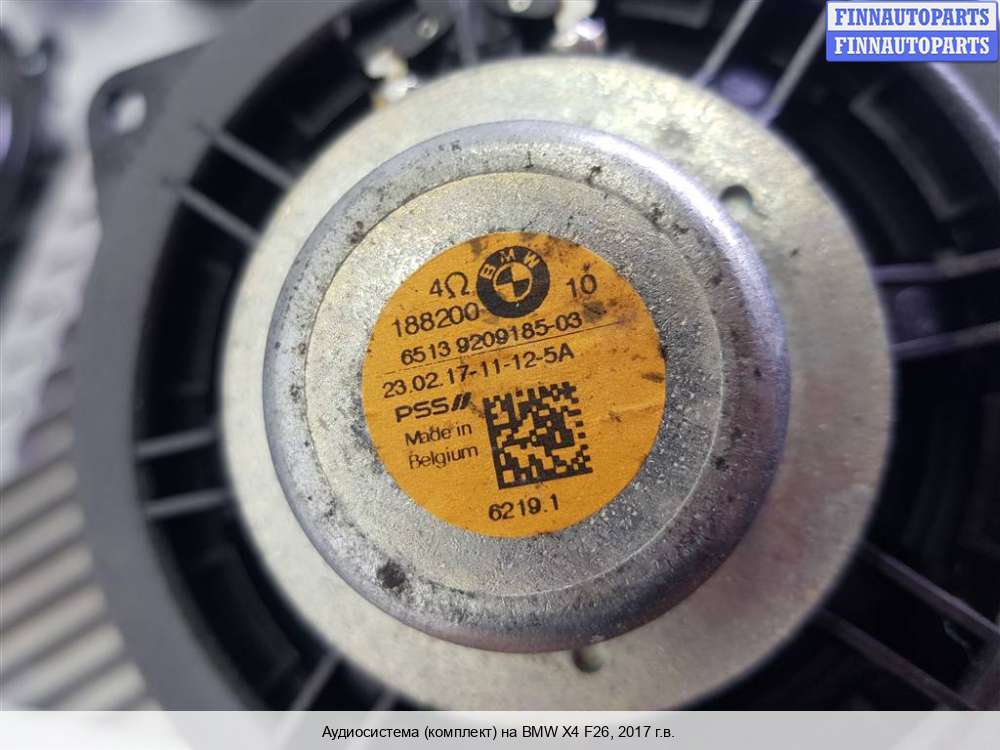 FINNAUTOPARTS
FINNAUTOPARTS
BMW
4Ω 10
188200
6513 9209185-03
23.02.17-11-12-5A
PSS
Made in
Belgium
6219.1
Аудиосистема (комплект) на BMW X4 F26, 2017 г.в.